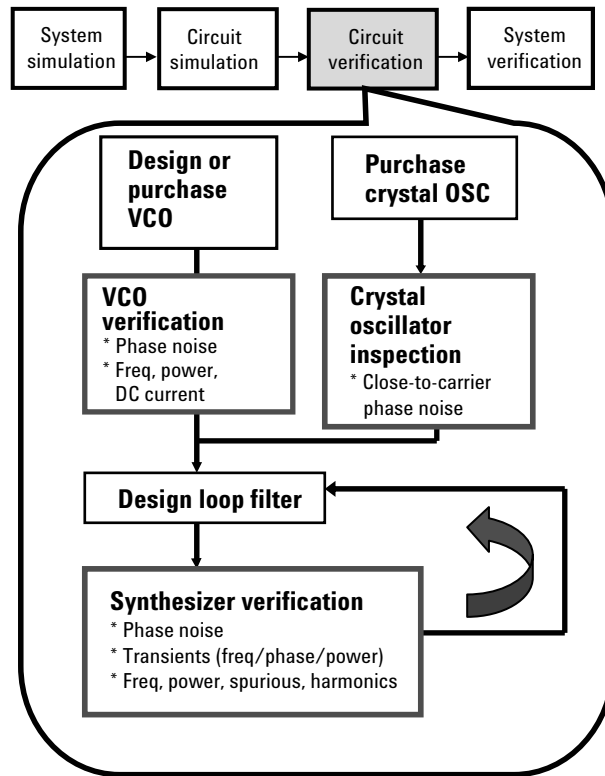 System
simulation
Circuit
simulation
Circuit
verification
System
verification
Design or
purchase
VCO
Purchase
crystal OSC
VCO
verification
* Phase noise
* Freq, power,
DC current
Crystal
oscillator
inspection
* Close-to-carrier
phase noise
Design loop filter
Synthesizer verification
* Phase noise
* Transients (freq/phase/power)
* Freq, power, spurious, harmonics